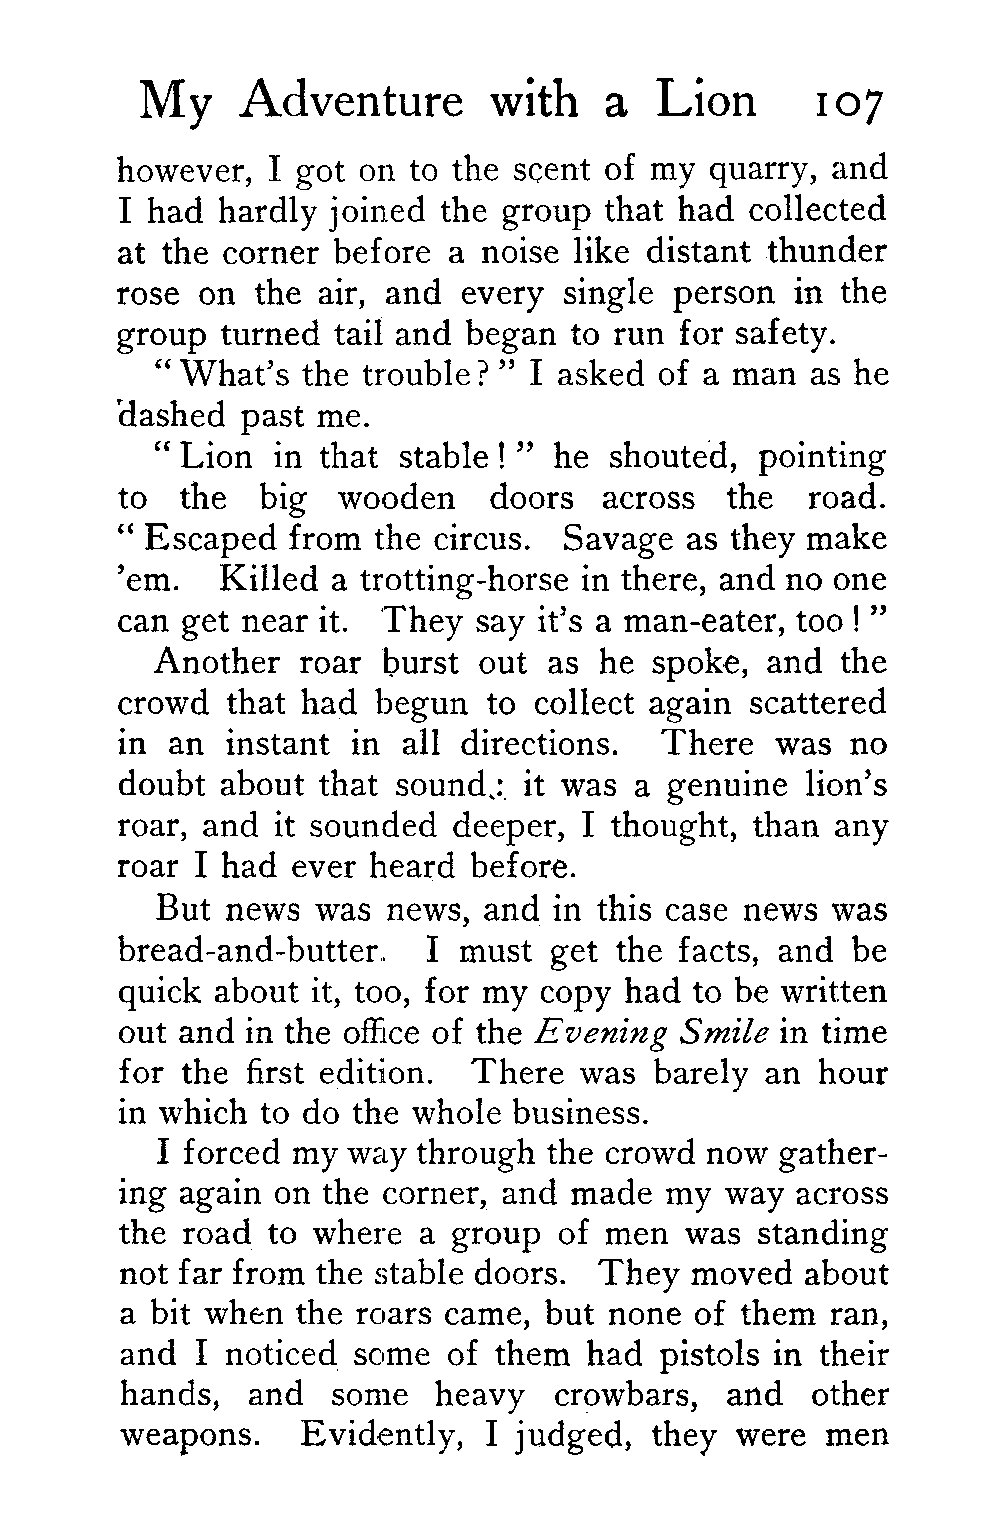 My Adventure with a Lion 107
however, I got on to the scent of my quarry, and
I had hardly joined the group that had collected
at the corner before a noise like distant thunder
rose on the air, and every single person in the
group turned tail and began to run for safety.
“What’s the trouble?” I asked of a man as he
dashed past me.
“Lion in that stable!” he shouted, pointing
to the big wooden doors across the road.
“Escaped from the circus. Savage as they make
’em. Killed a trotting-horse in there, and no one
can get near it. They say it’s a man-eater, too!”
Another roar burst out as he spoke, and the
crowd that had begun to collect again scattered
in an instant in all directions. There was no
doubt about that sound: it was a genuine lion’s
roar, and it sounded deeper, I thought, than any
roar I had ever heard before.
But news was news, and in this case news was
bread-and-butter. I must get the facts, and be
quick about it, too, for my copy had to be written
out and in the office of the Evening Smile in time
for the first edition. There was barely an hour
in which to do the whole business.
I forced my way through the crowd now gather-
ing again on the corner, and made my way across
the road to where a group of men was standing
not far from the stable doors. They moved about
a bit when the roars came, but none of them ran,
and I noticed some of them had pistols in their
hands, and some heavy crowbars, and other
weapons. Evidently, I judged, they were men